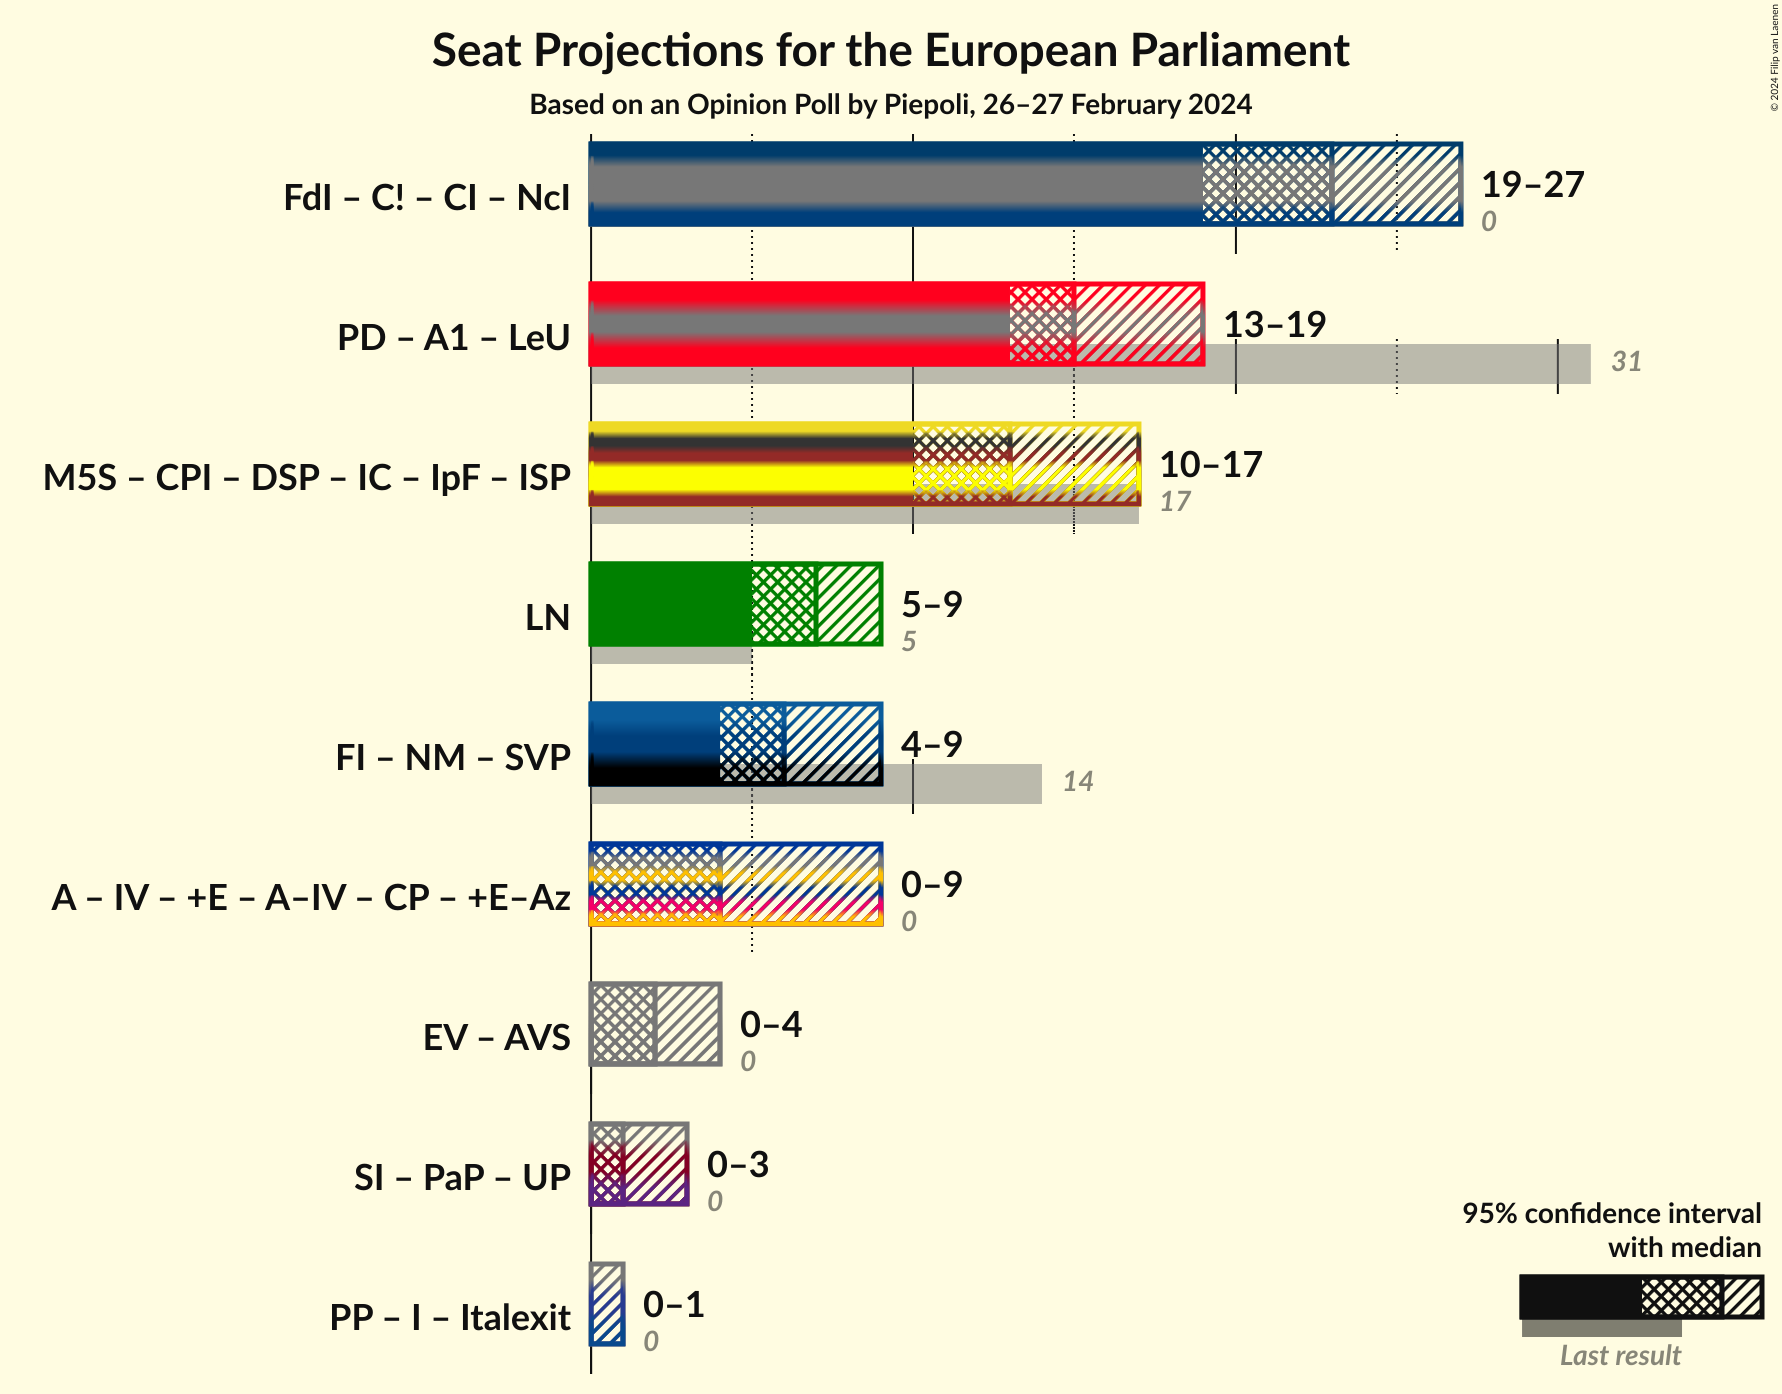 Seat Projections for the European Parliament
Based on an Opinion Poll by Piepoli, 26–27 February 2024
© 2024 Filip van Laenen
FdI – C! – CI – NcI
19–27
0
PD – A1 – LeU
13–19
31
M5S – CPI – DSP – IC – IpF – ISP
10–17
17
LN
5–9
5
FI – NM – SVP
4–9
14
A – IV – +E – A–IV – CP – +E–Az
0–9
0
EV – AVS
0–4
0
SI – PaP – UP
0–3
0
PP – I – Italexit
0–1
0
95% confidence interval
with median
Last result